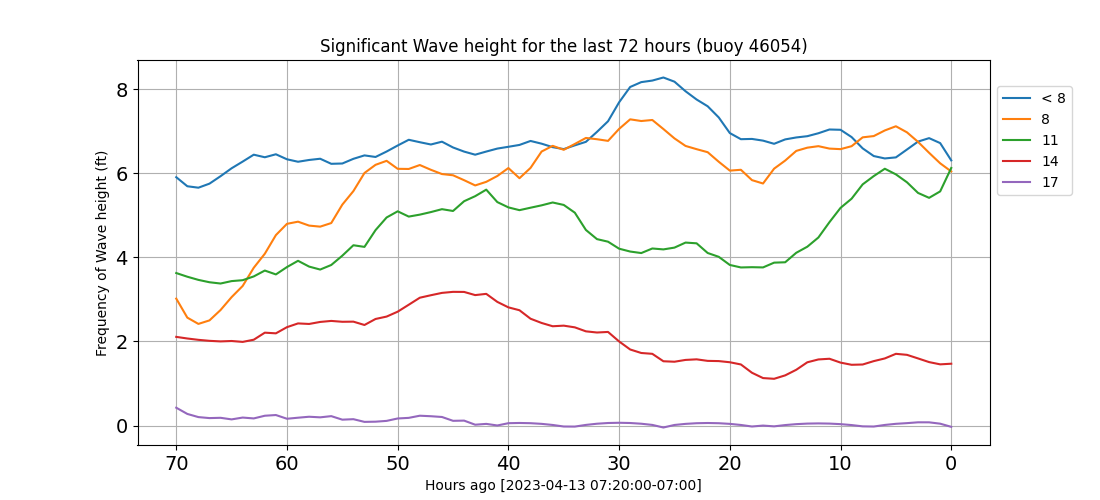 Significant Wave height for the last 72 hours (buoy 46054)
Frequency of Wave height (ft)
8
6
4
2
0
70 60 50 40 30 20 10 0
Hours ago [2023-04-13 07:20:00-07:00]
< 8
8
11
14
17